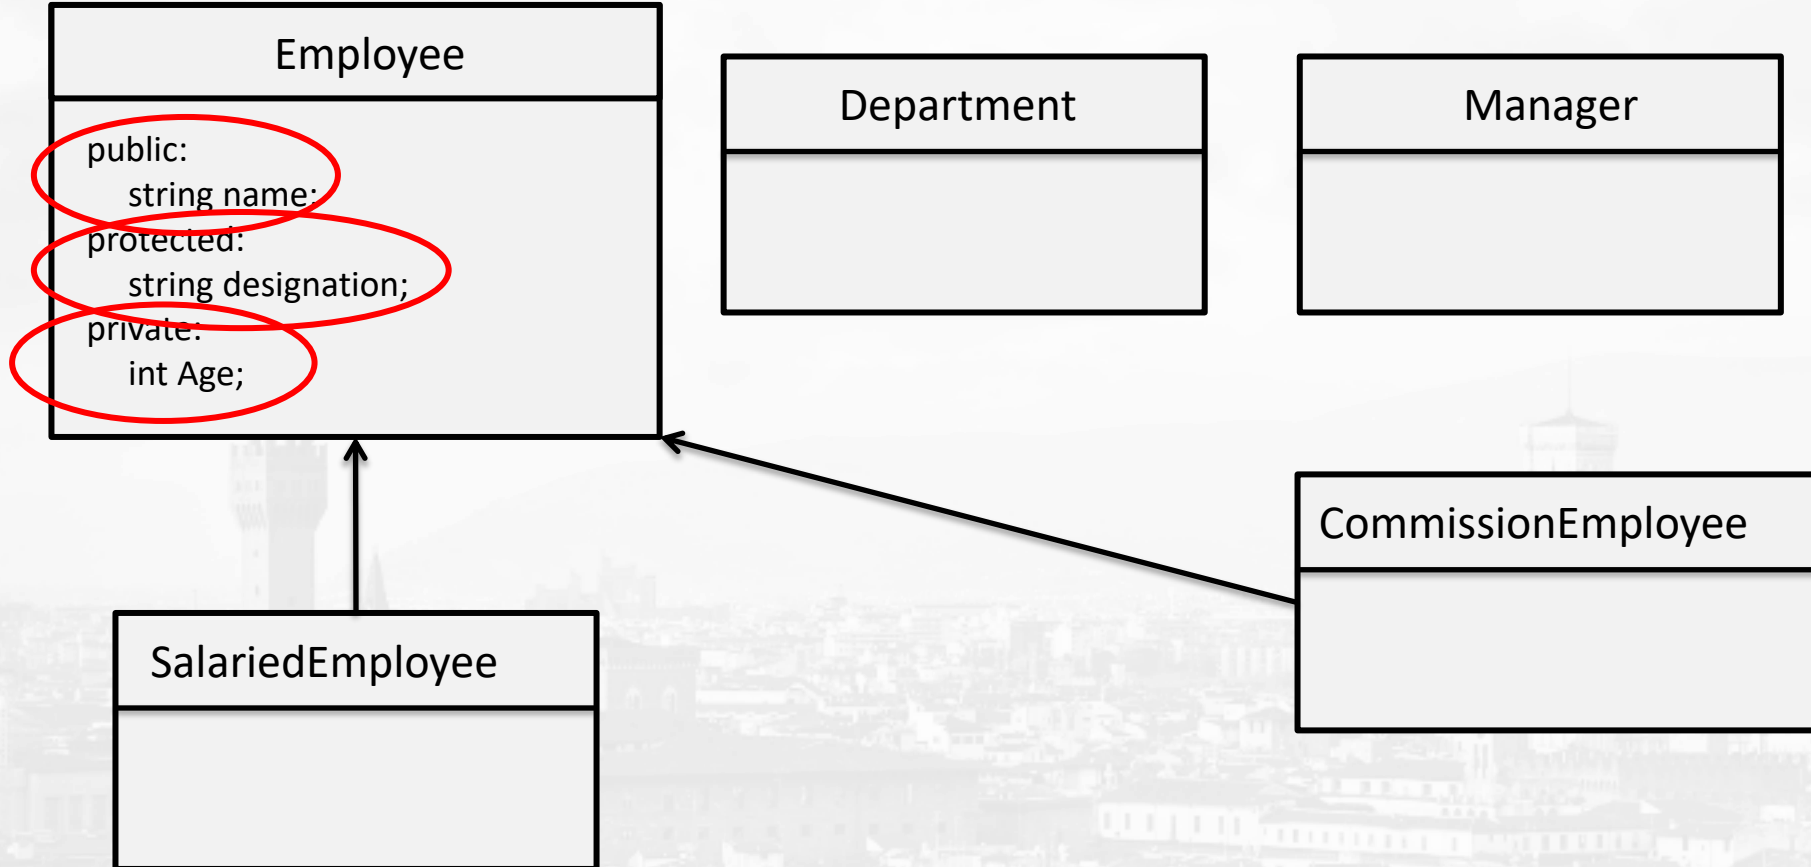 Employee
public:
string name;
protected:
string designation;
private:
int Age;
Department
Manager
CommissionEmployee
SalariedEmployee